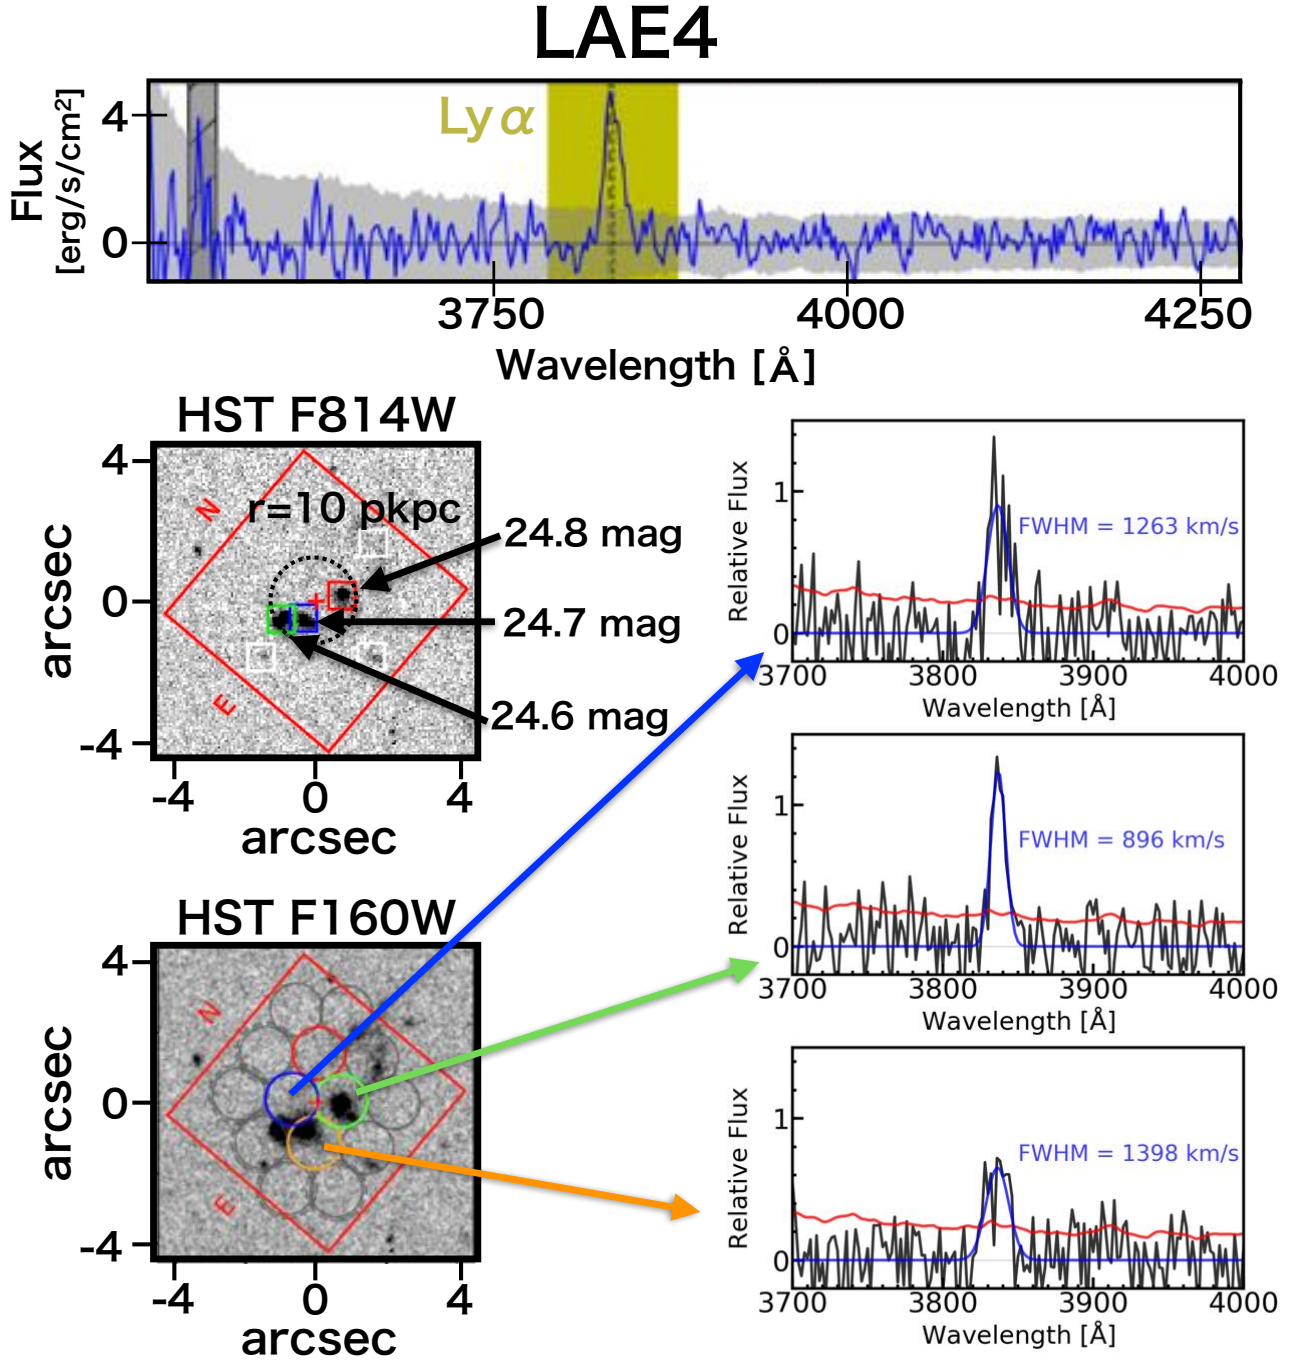 LAE4
Lyα
Flux
[erg/s/cm²]
4
0
3750
4000
4250
Wavelength [Å]
HST F814W
4
0
-4
arcsec
N
E
r=10 pkpc
24.8 mag
24.7 mag
24.6 mag
-4
0
4
arcsec
HST F160W
4
0
-4
arcsec
N
E
-4
0
4
arcsec
Relative Flux
1
0
FWHM = 1263 km/s
3700
3800
3900
4000
Wavelength [Å]
Relative Flux
1
0
FWHM = 896 km/s
3700
3800
3900
4000
Wavelength [Å]
Relative Flux
1
0
FWHM = 1398 km/s
3700
3800
3900
4000
Wavelength [Å]